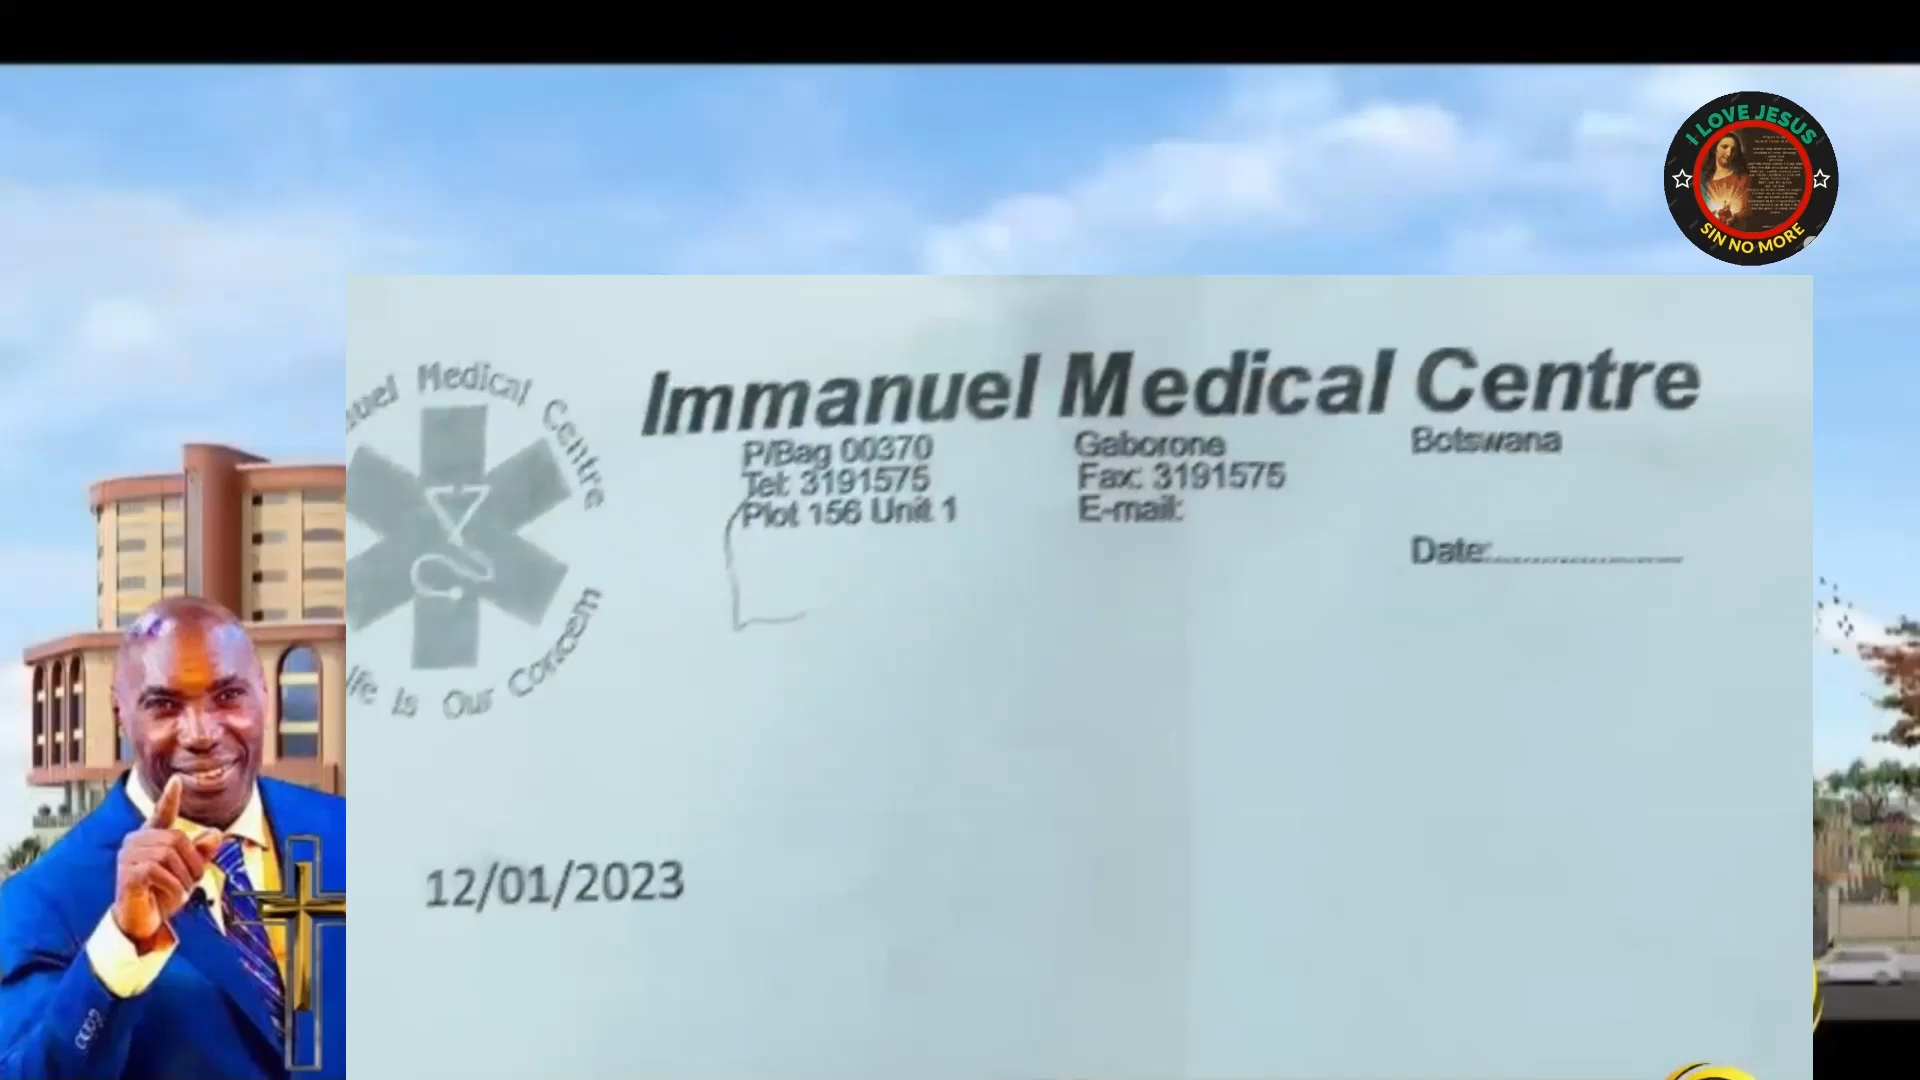 I LOVE JESUS
SIN NO MORE
Medical Centre
Is Our Concern
Immanuel Medical Centre
P/Bag 00370 Gaborone Botswana
Tel: 3191575 Fax: 3191575
Plot 156 Unit 1 E-mail:
Date:....................
12/01/2023